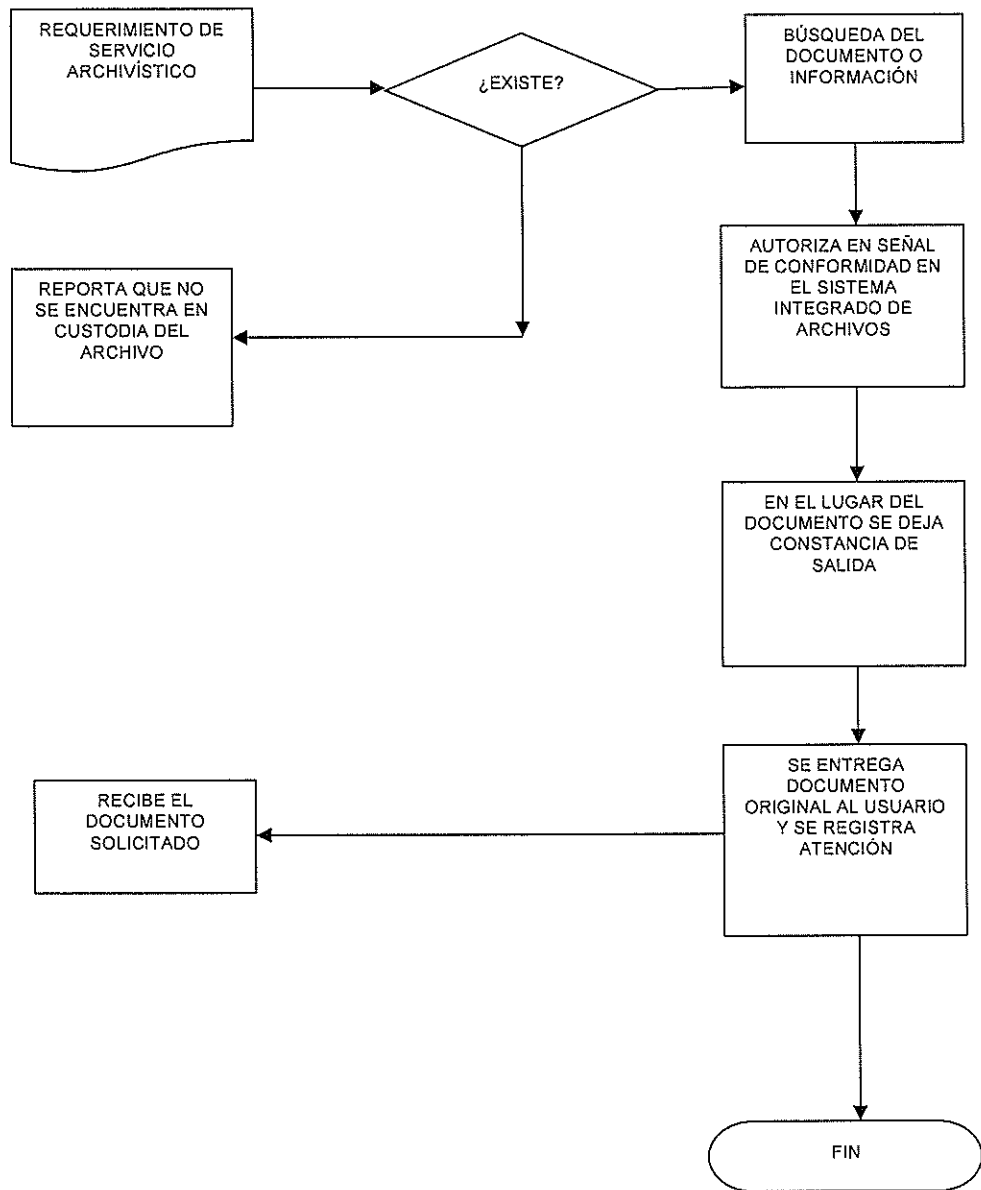 REQUERIMIENTO DE
SERVICIO
ARCHIVÍSTICO
¿EXISTE?
BÚSQUEDA DEL
DOCUMENTO O
INFORMACIÓN
REPORTA QUE NO
SE ENCUENTRA EN
CUSTODIA DEL
ARCHIVO
AUTORIZA EN SEÑAL
DE CONFORMIDAD EN
EL SISTEMA
INTEGRADO DE
ARCHIVOS
EN EL LUGAR DEL
DOCUMENTO SE DEJA
CONSTANCIA DE
SALIDA
RECIBE EL
DOCUMENTO
SOLICITADO
SE ENTREGA
DOCUMENTO
ORIGINAL AL USUARIO
Y SE REGISTRA
ATENCIÓN
FIN